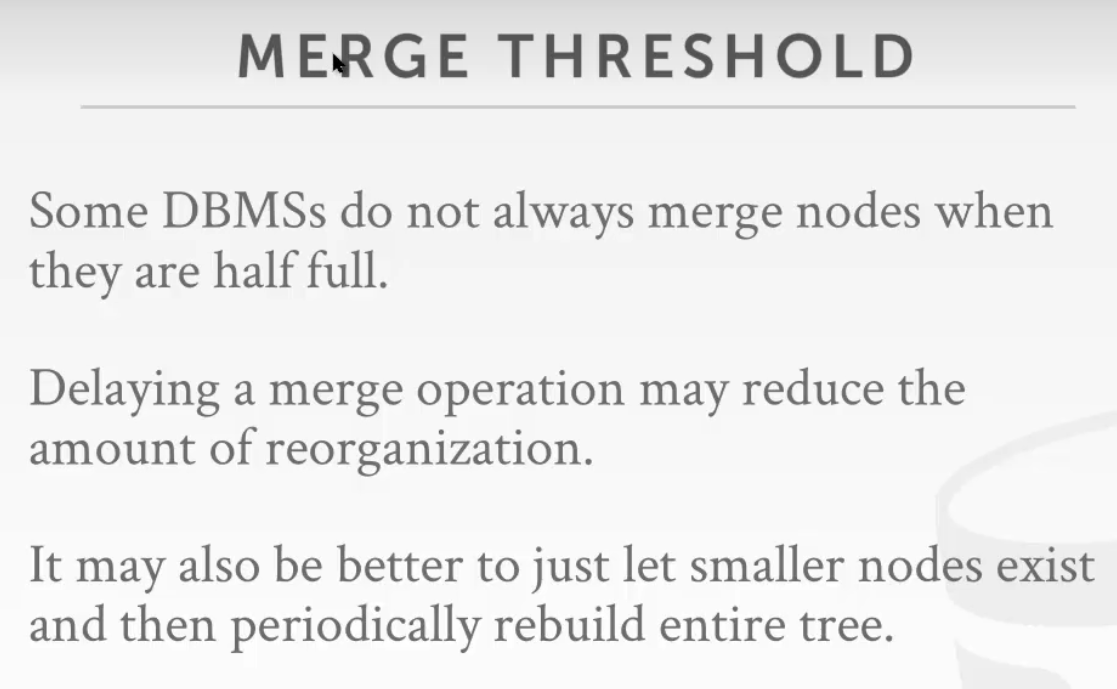 MERGE THRESHOLD
Some DBMSs do not always merge nodes when
they are half full.
Delaying a merge operation may reduce the
amount of reorganization.
It may also be better to just let smaller nodes exist
and then periodically rebuild entire tree.